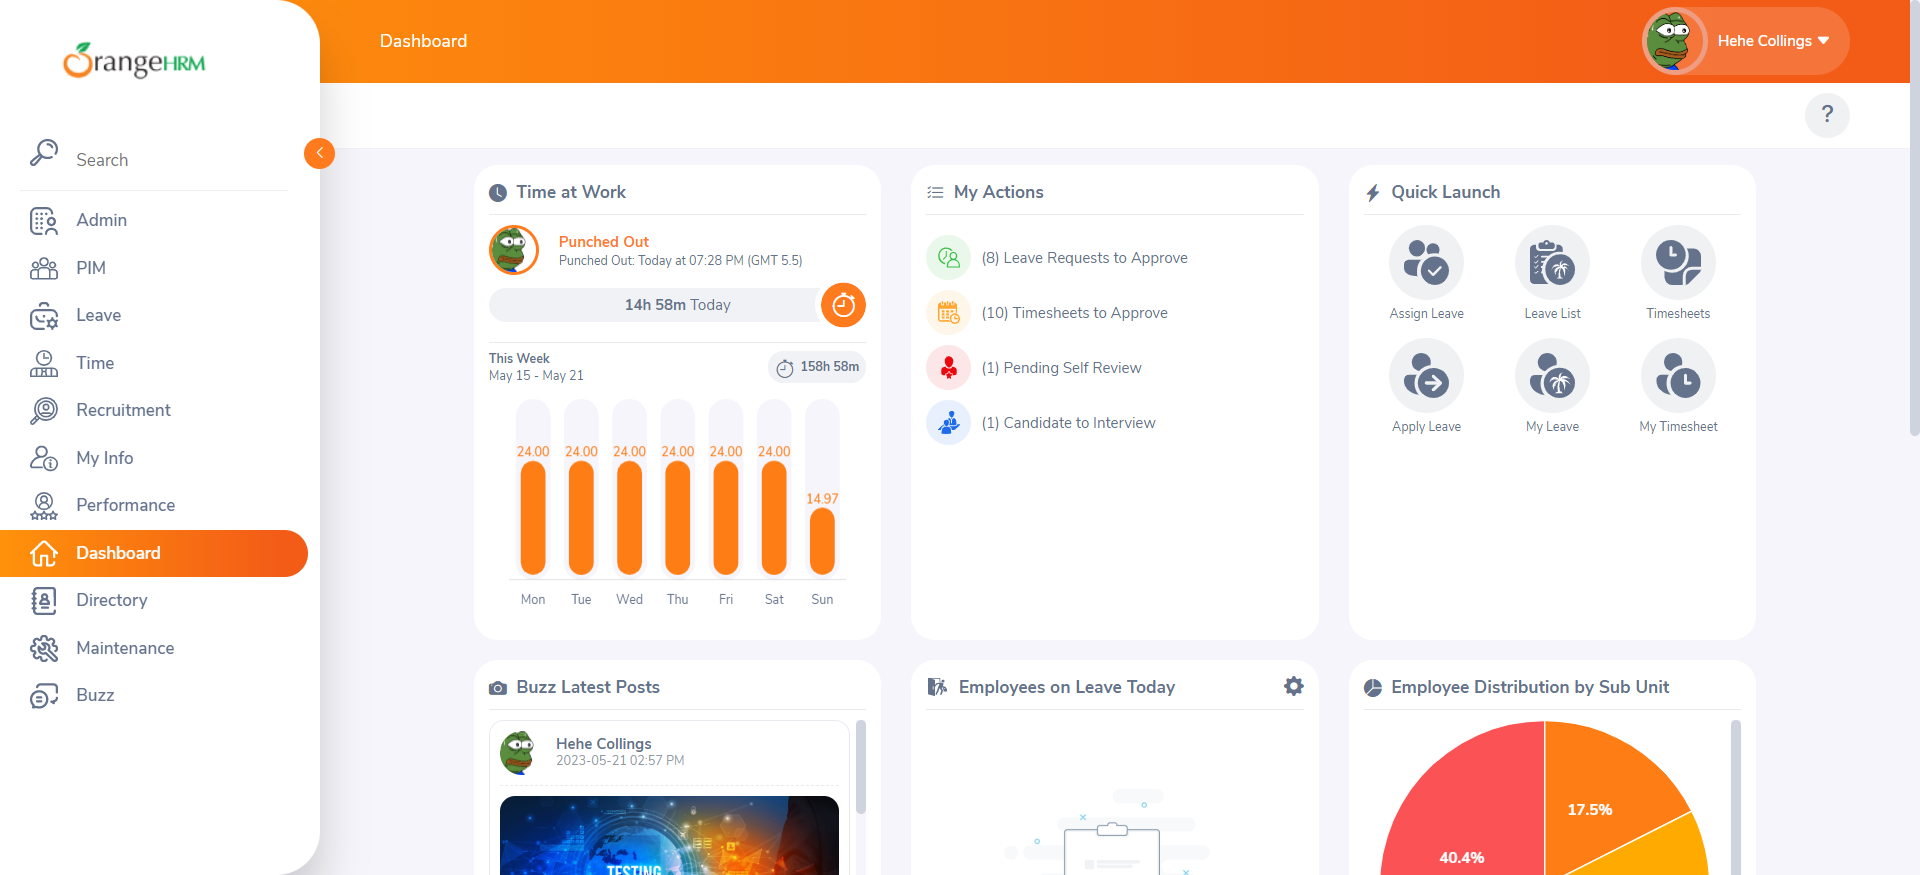 OrangeHRM
Dashboard
Hehe Collings
?
Search
Admin
PIM
Leave
Time
Recruitment
My Info
Performance
Dashboard
Directory
Maintenance
Buzz
Time at Work
Punched Out
Punched Out: Today at 07:28 PM (GMT 5.5)
14h 58m Today
This Week
May 15 - May 21
158h 58m
24.00 24.00 24.00 24.00 24.00 24.00 14.97
Mon Tue Wed Thu Fri Sat Sun
My Actions
(8) Leave Requests to Approve
(10) Timesheets to Approve
(1) Pending Self Review
(1) Candidate to Interview
Quick Launch
Assign Leave Leave List Timesheets
Apply Leave My Leave My Timesheet
Buzz Latest Posts
Hehe Collings
2023-05-21 02:57 PM
TESTING
Employees on Leave Today
Employee Distribution by Sub Unit
17.5%
40.4%